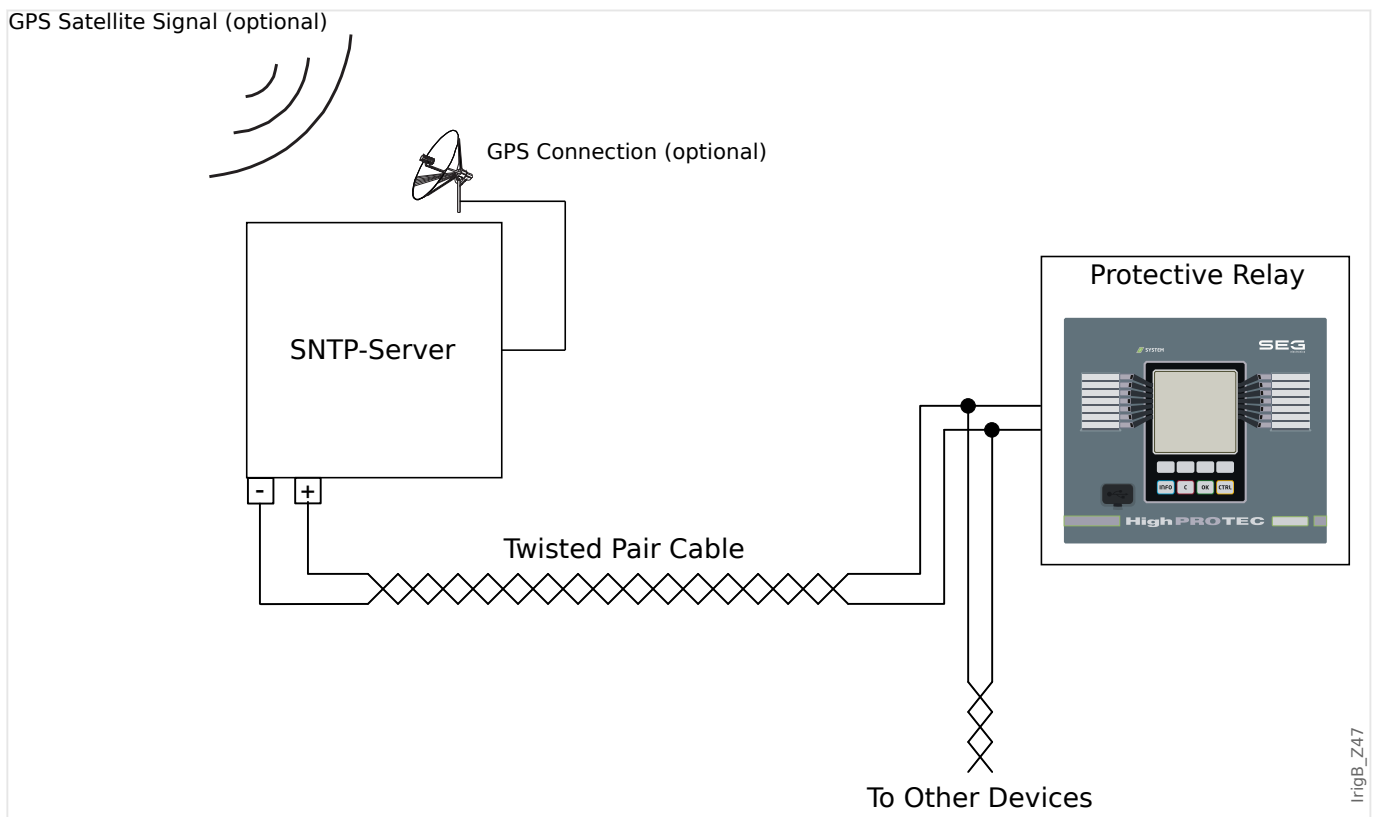 GPS Satellite Signal (optional)
GPS Connection (optional)
SNTP-Server
- +
Protective Relay
SYSTEM
SEG
INFO C OK CTRL
HighPROTEC
Twisted Pair Cable
To Other Devices
IrigB_Z47